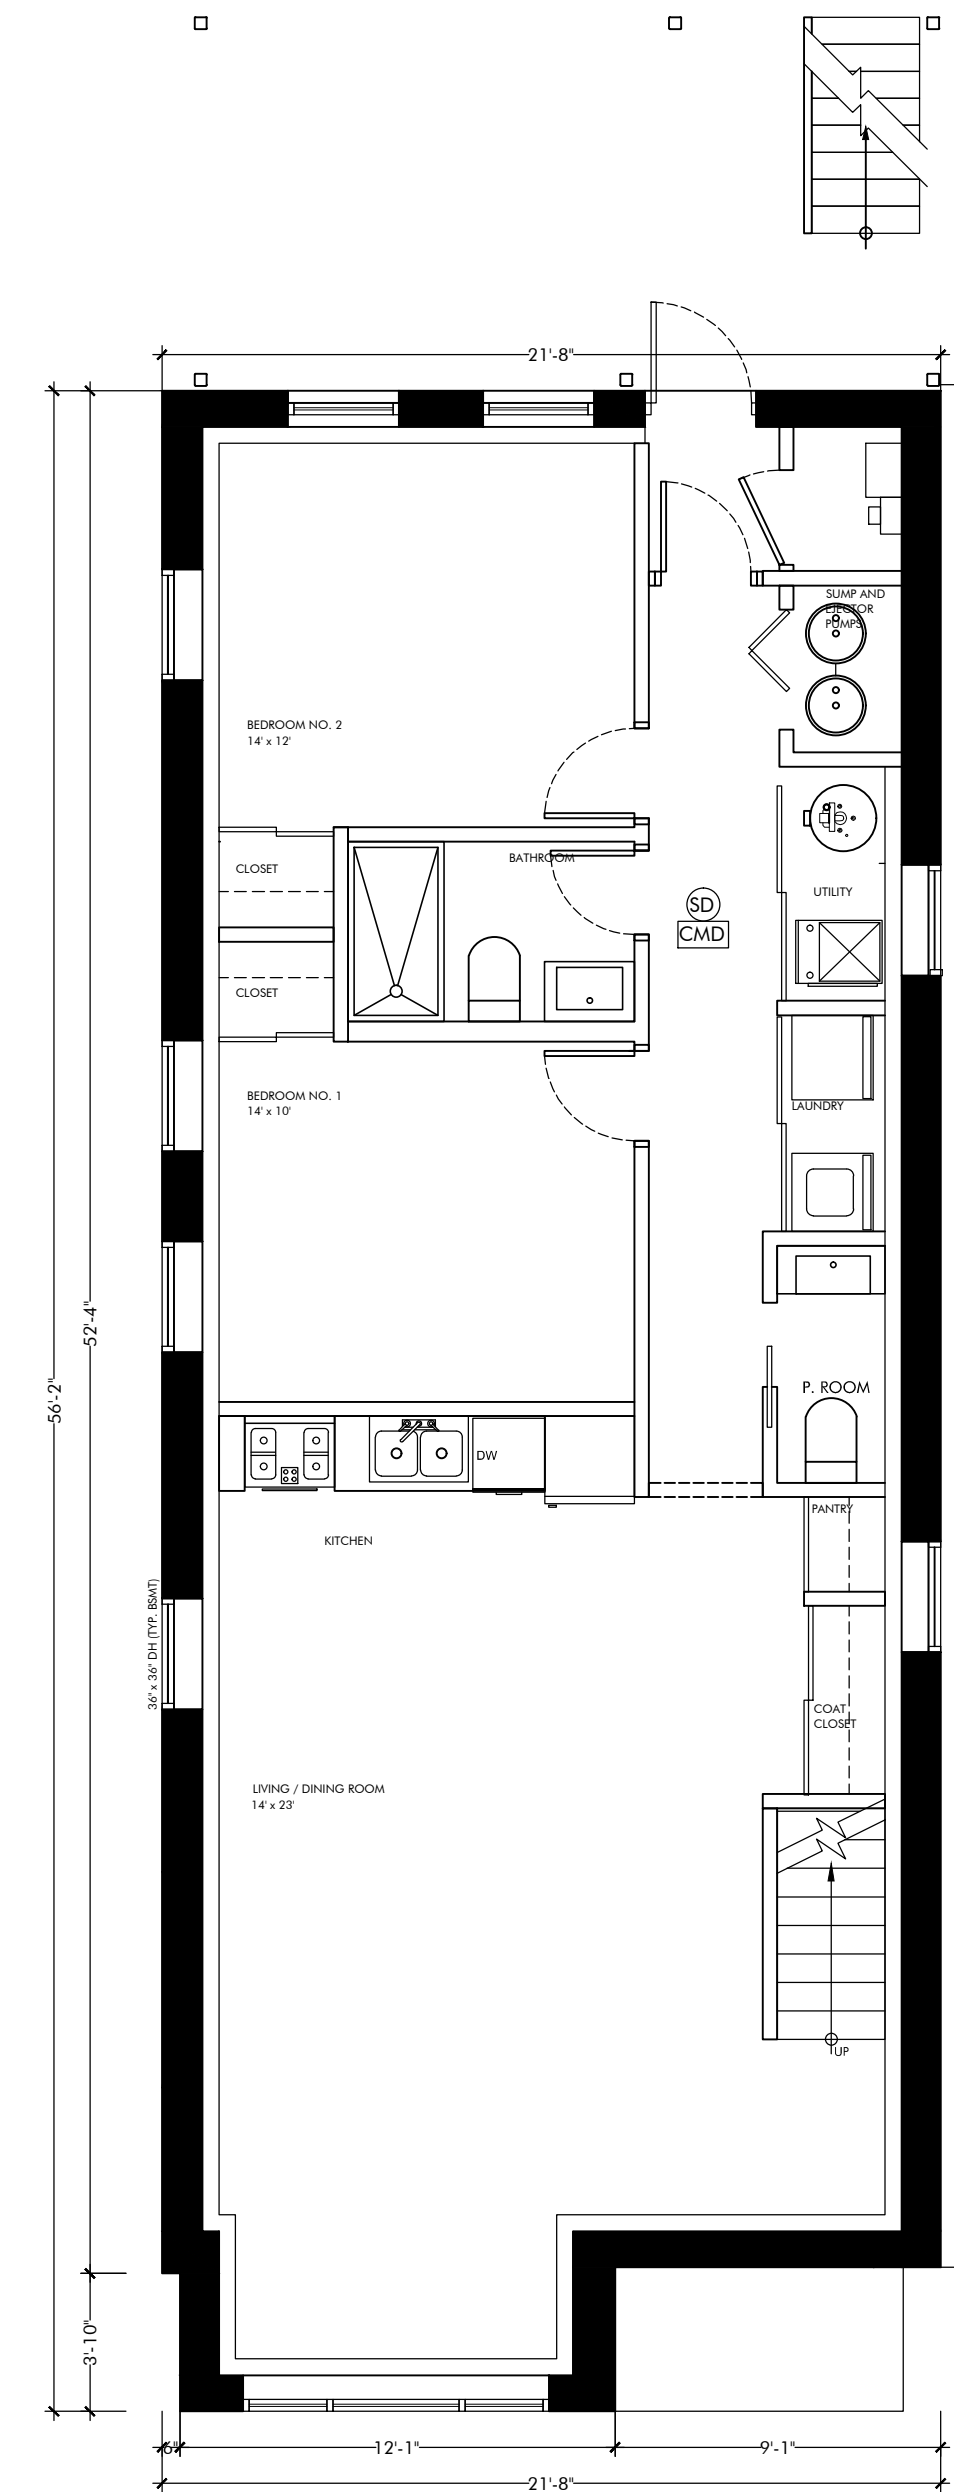 21'-8"
SUMP AND
EJECTOR
PUMPS
BEDROOM NO. 2
14' x 12'
BATHROOM
CLOSET
UTILITY
SD
CMD
CLOSET
BEDROOM NO. 1
14' x 10'
LAUNDRY
52'-4"
56'-2"
P. ROOM
DW
PANTRY
KITCHEN
36" x 36" DH (TYP. BSMT)
COAT
CLOSET
LIVING / DINING ROOM
14' x 23'
UP
3'-10"
6"
12'-1"
9'-1"
21'-8"